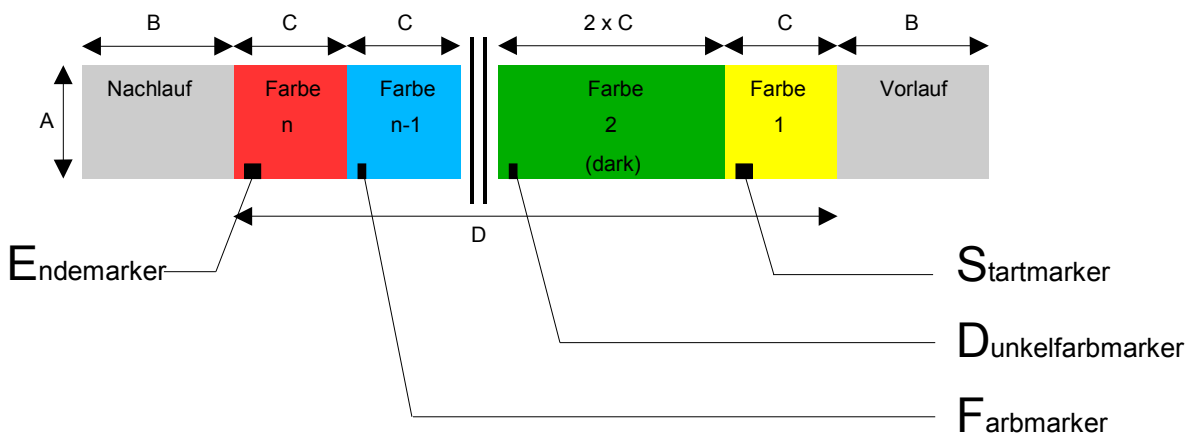 B C C 2 x C C B
Nachlauf Farbe Farbe Farbe Farbe Vorlauf
A n n-1 2 1
(dark)
D
Endemarker Startmarker
Dunkelfarbmarker
Farbmarker